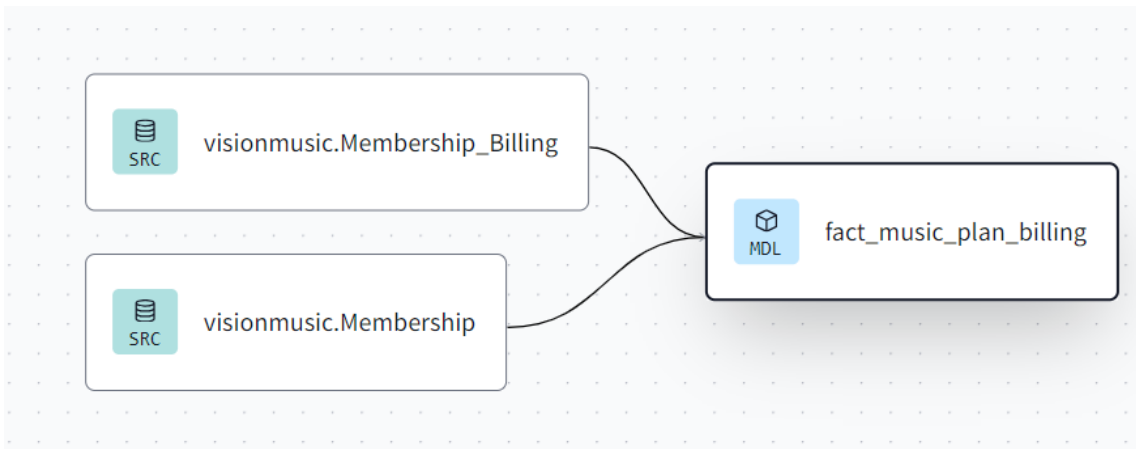 SRC
visionmusic.Membership_Billing
MDL
fact_music_plan_billing
SRC
visionmusic.Membership